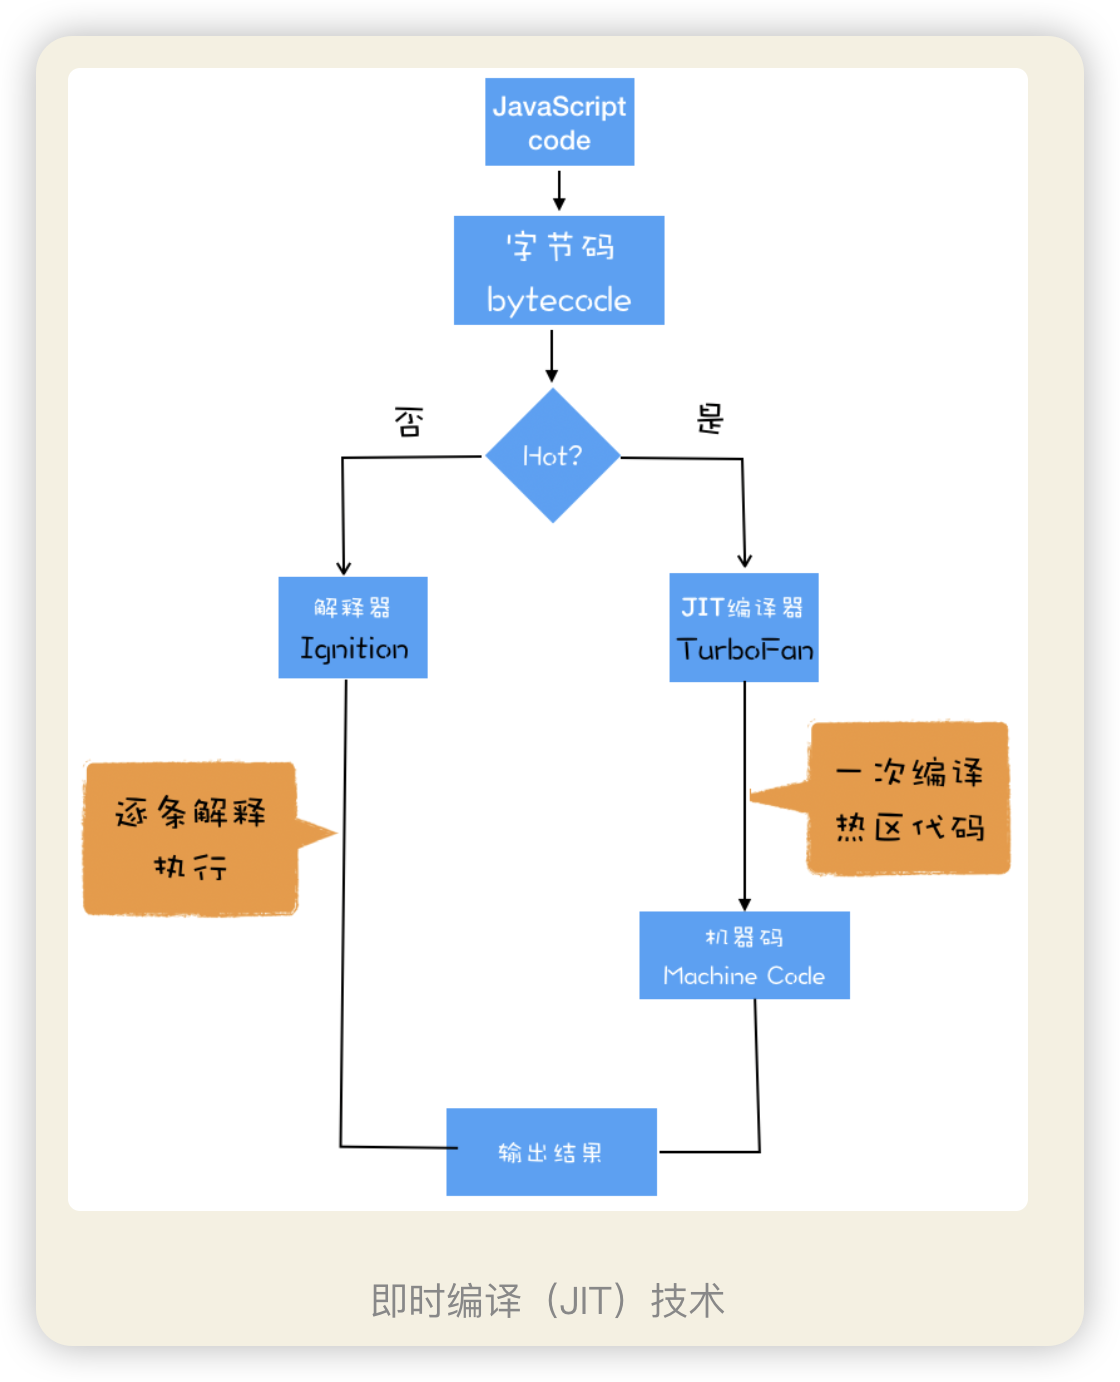 JavaScript
code
字节码
bytecode
否
是
Hot?
解释器
Ignition
JIT编译器
TurboFan
逐条解释
执行
一次编译
热区代码
机器码
Machine Code
输出结果
即时编译（JIT）技术